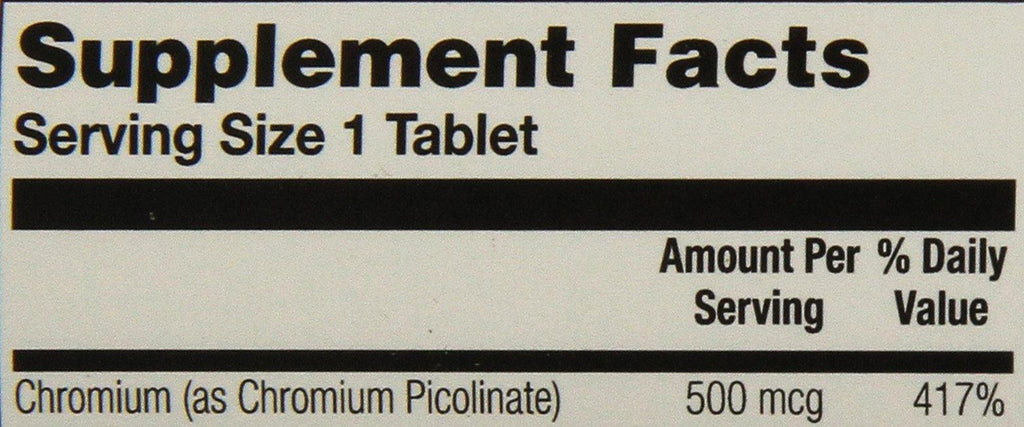 Supplement Facts
Serving Size 1 Tablet
Amount Per % Daily
Serving Value
Chromium (as Chromium Picolinate) 500 mcg 417%